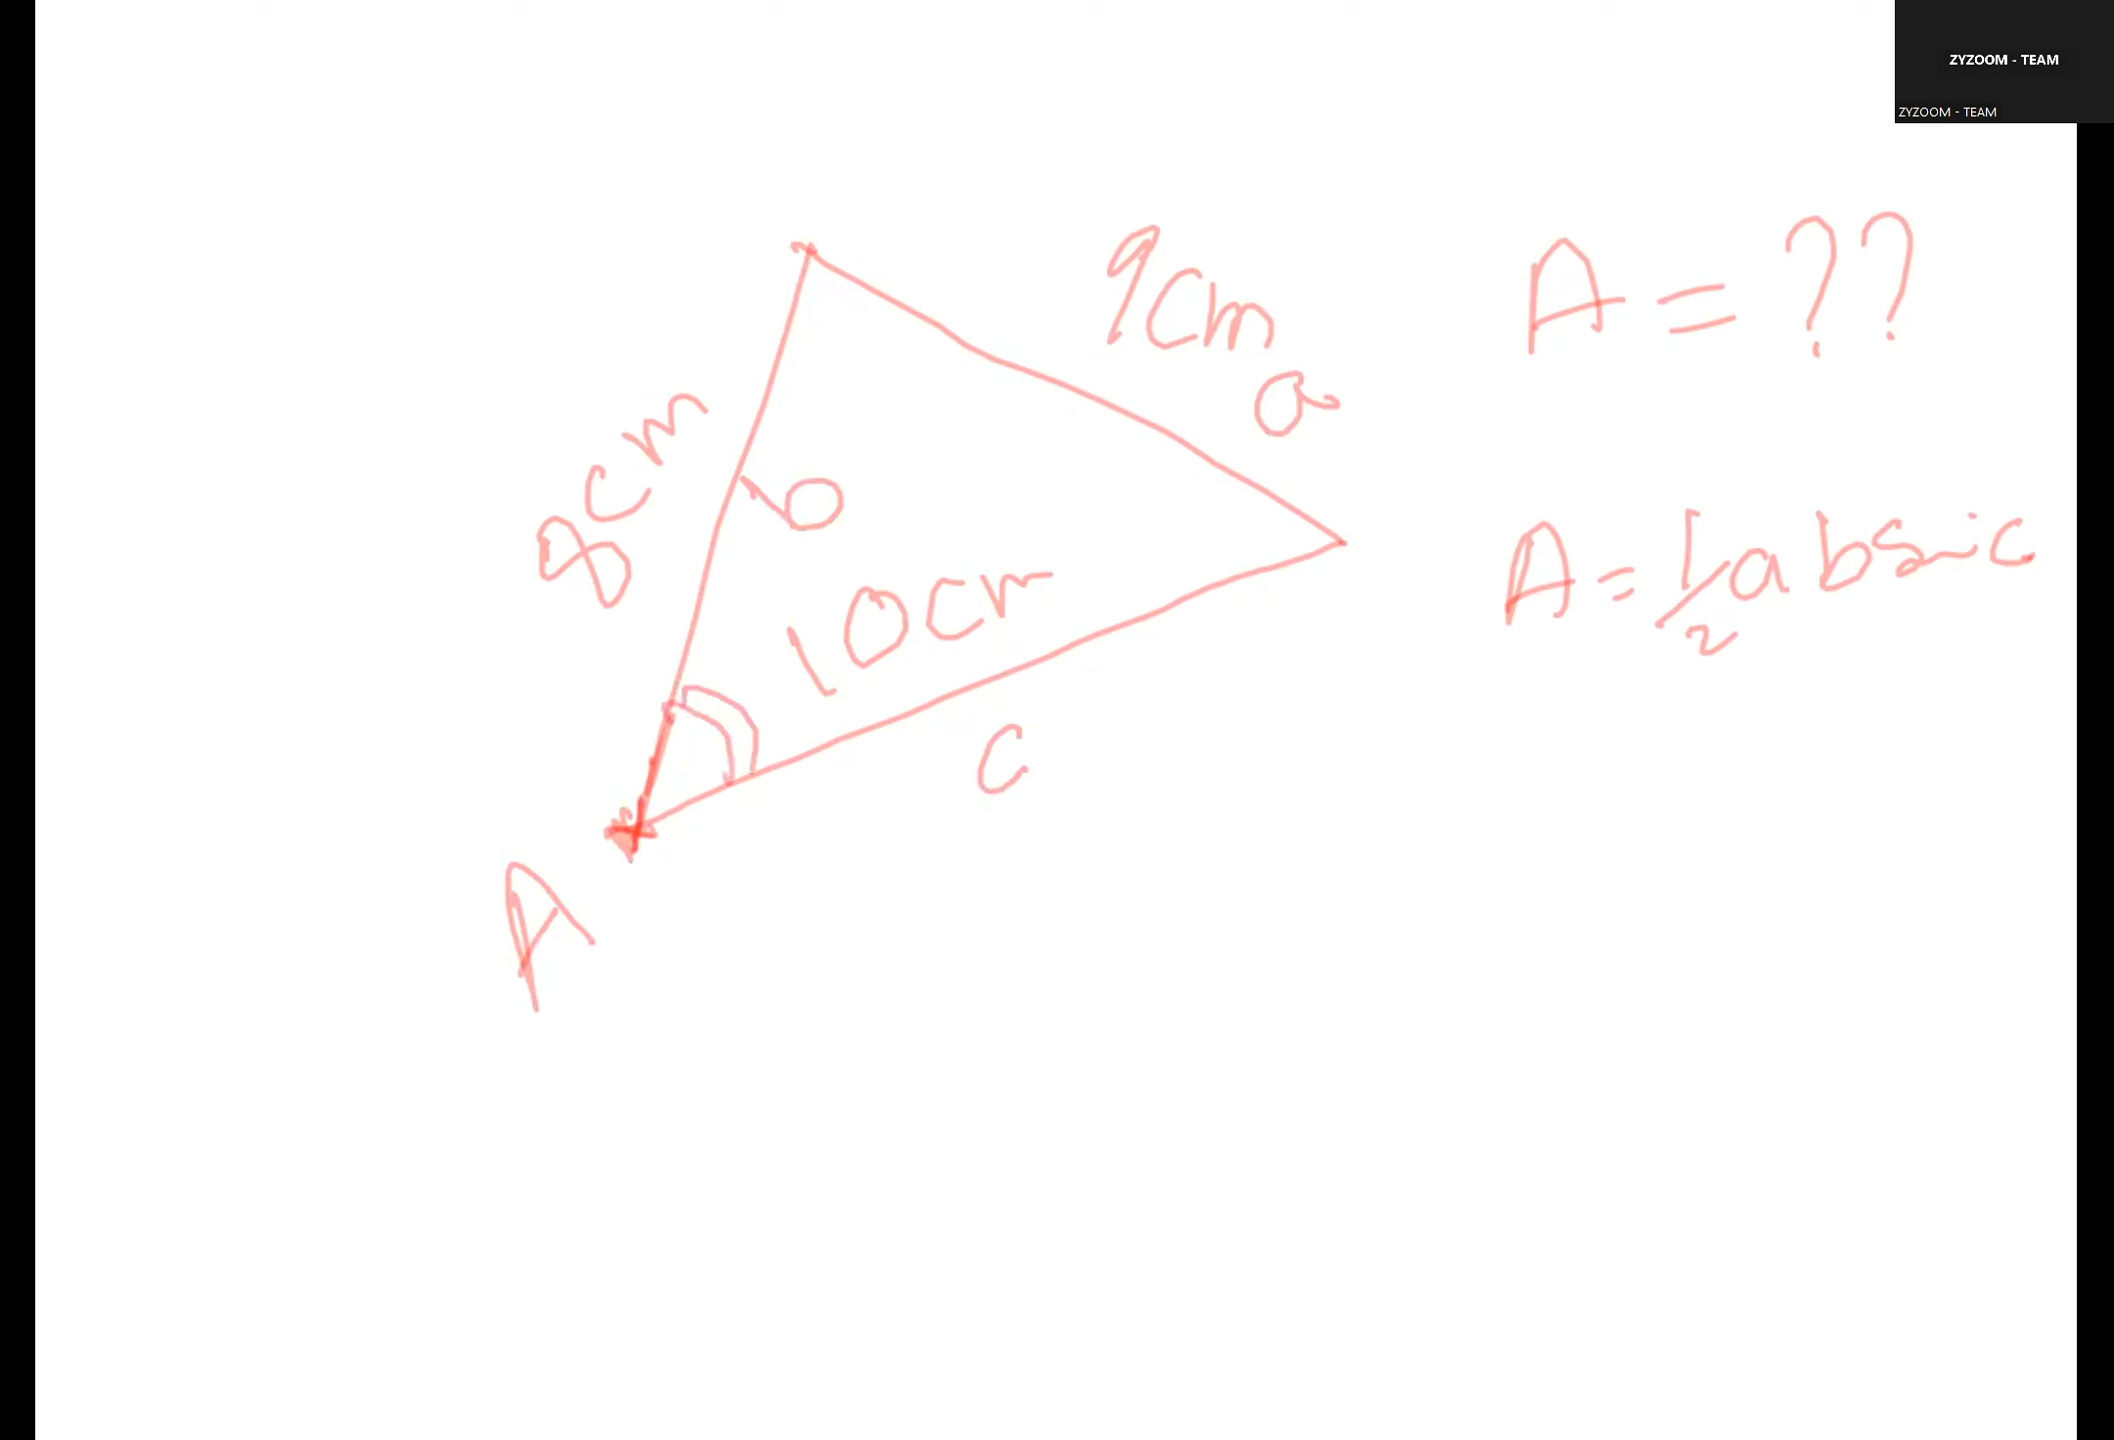 ZYZOOM - TEAM
ZYZOOM - TEAM
9cm
A = ??
a
8cm
b
A = 1/2 ab sin c
10cm
c
A